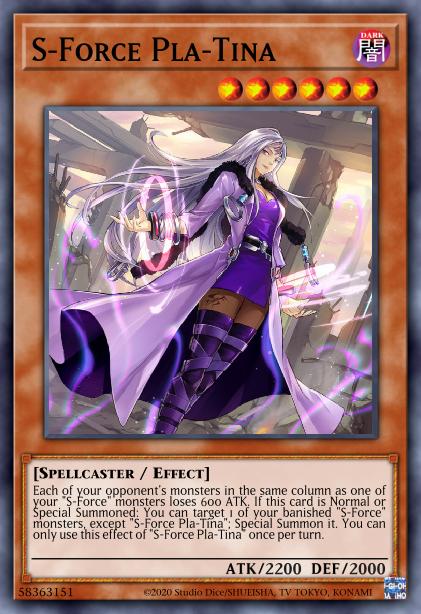 S-Force Pla-Tina
DARK
闇
[Spellcaster / Effect]
Each of your opponent's monsters in the same column as one of
your "S-Force" monsters loses 600 ATK. If this card is Normal or
Special Summoned: You can target 1 of your banished "S-Force"
monsters, except "S-Force Pla-Tina"; Special Summon it. You can
only use this effect of "S-Force Pla-Tina" once per turn.
ATK/2200 DEF/2000
58363151 ©2020 Studio Dice/SHUEISHA, TV TOKYO, KONAMI